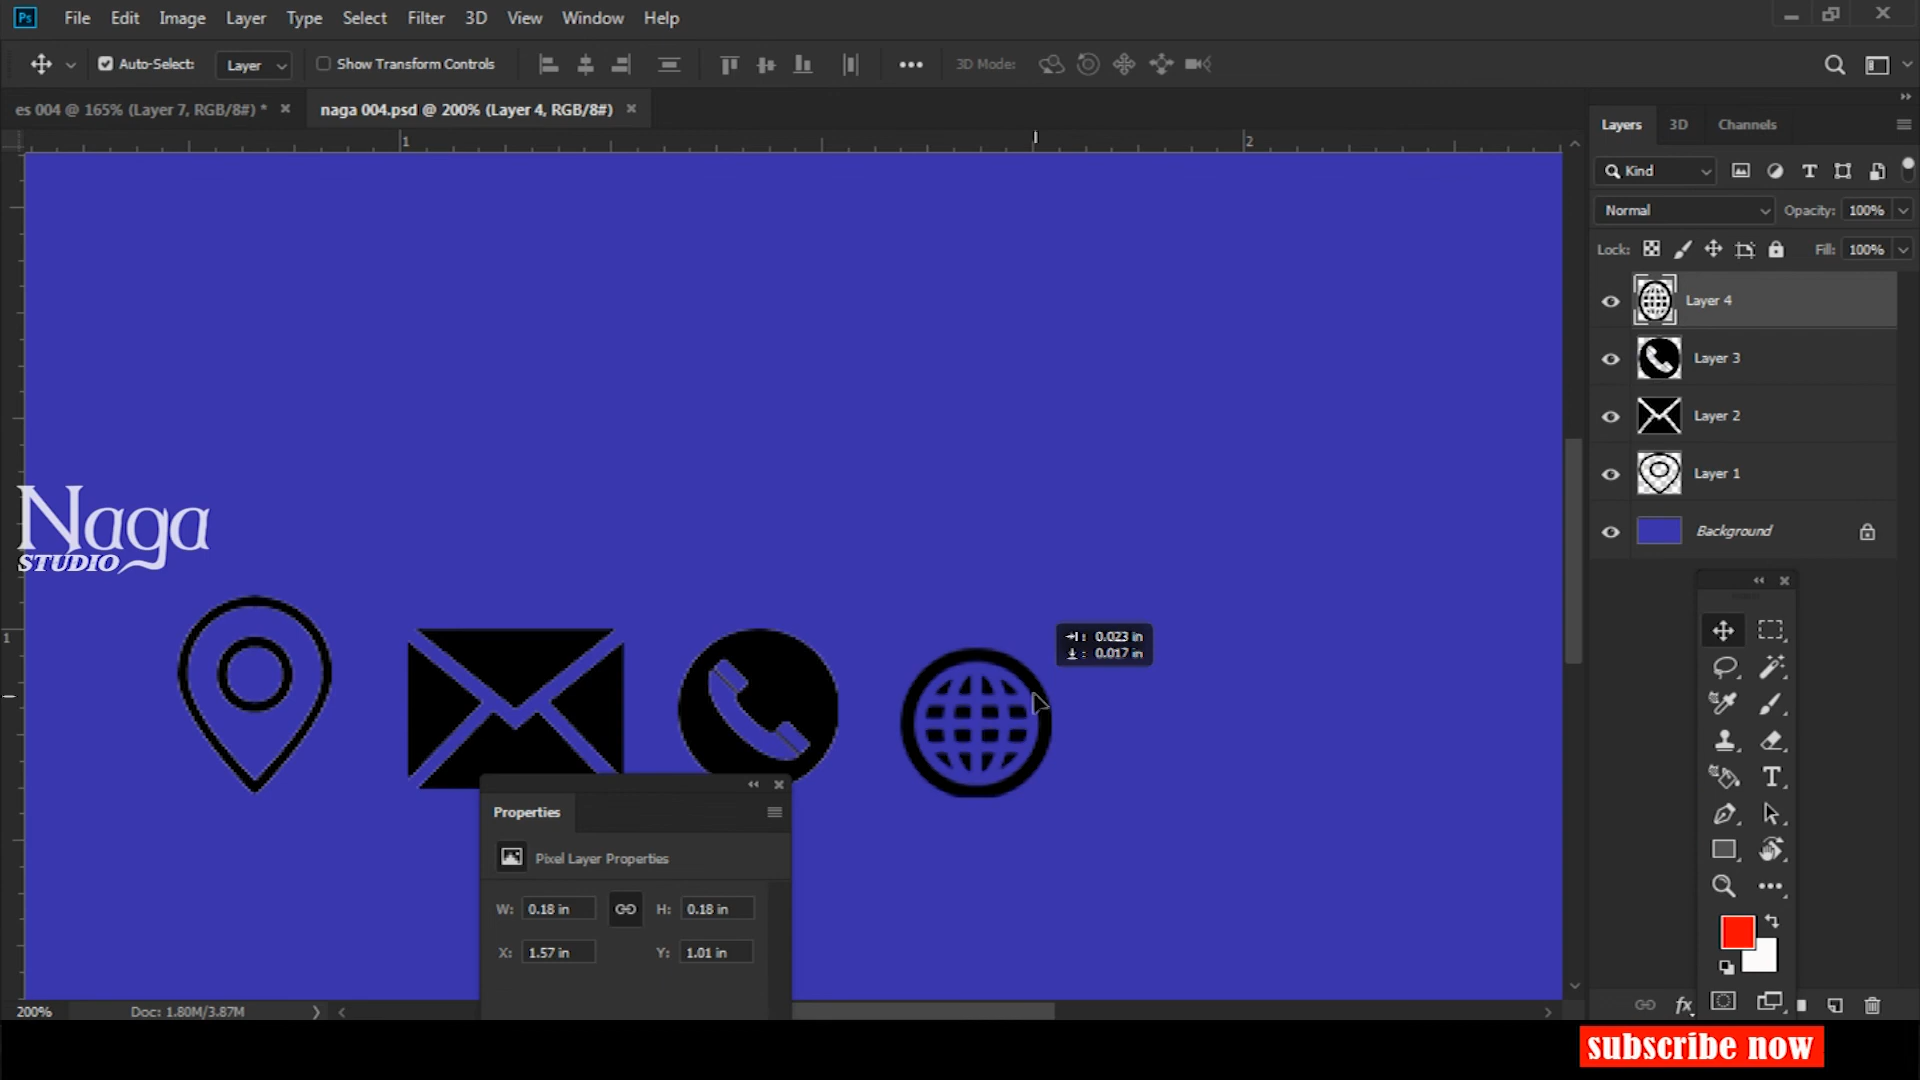 Ps File Edit Image Layer Type Select Filter 3D View Window Help
Auto-Select: Layer Show Transform Controls 3D Mode:
es 004 @ 165% (Layer 7, RGB/8#) * naga 004.psd @ 200% (Layer 4, RGB/8#)
1 2
1
Naga
STUDIO
0.023 in
0.017 in
Properties
Pixel Layer Properties
W: 0.18 in H: 0.18 in
X: 1.57 in Y: 1.01 in
200% Doc: 1.80M/3.87M
Layers 3D Channels
Kind
Normal Opacity: 100%
Lock: Fill: 100%
Layer 4
Layer 3
Layer 2
Layer 1
Background
fx
subscribe now